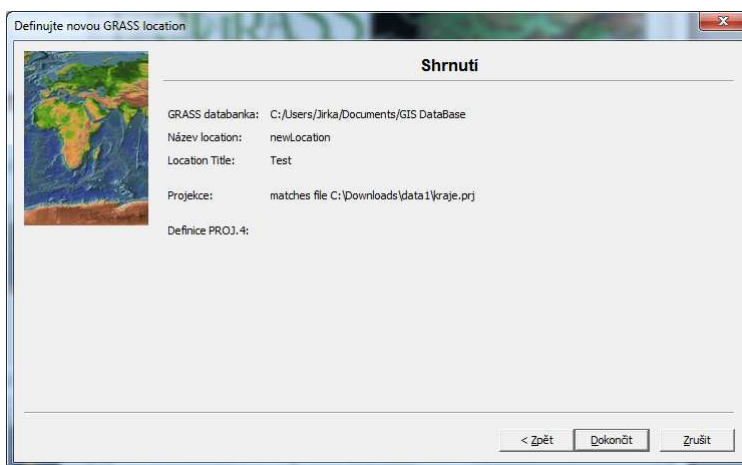 Definujte novou GRASS location
Shrnutí
GRASS databanka: C:/Users/Jirka/Documents/GIS DataBase
Název location: newLocation
Location Title: Test
Projekce: matches file C:\Downloads\data1\kraje.prj
Definice PROJ.4:
< Zpět Dokončit Zrušit